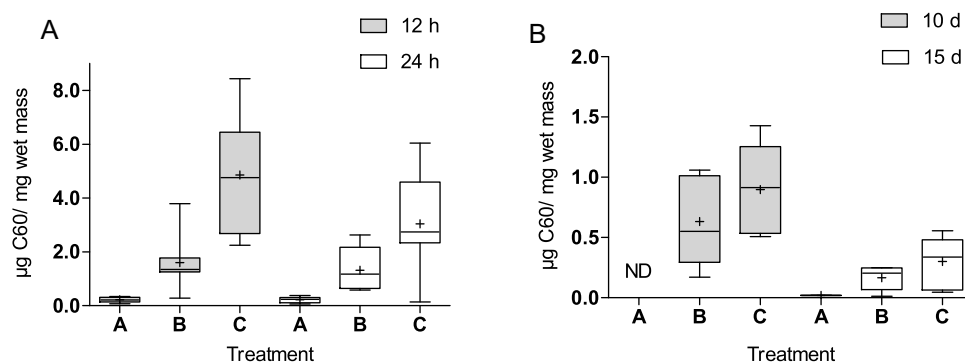 A
12 h
24 h
µg C60/ mg wet mass
8.0
6.0
4.0
2.0
0.0
A B C A B C
Treatment
B
10 d
15 d
µg C60/ mg wet mass
2.0
1.5
1.0
0.5
0.0
ND
A B C A B C
Treatment